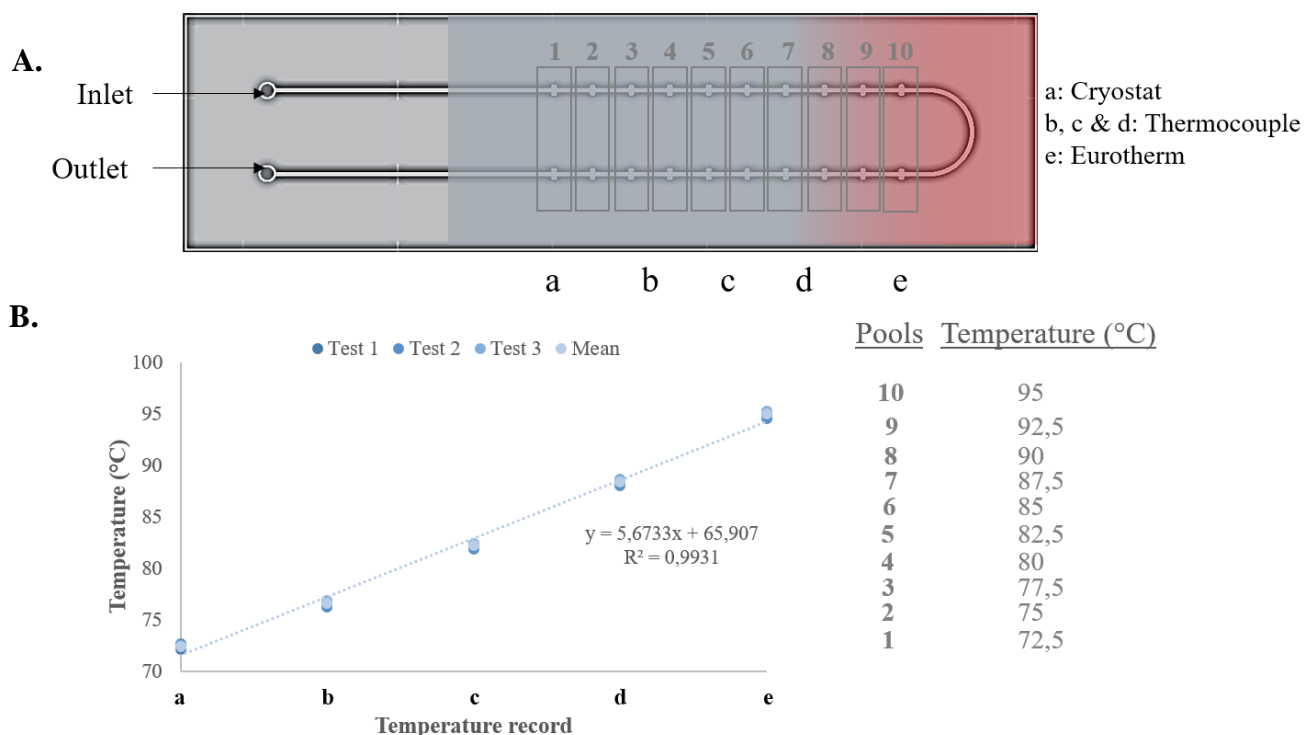 A.
Inlet
Outlet
1 2 3 4 5 6 7 8 9 10
a: Cryostat
b, c & d: Thermocouple
e: Eurotherm
a b c d e
B.
Test 1 Test 2 Test 3 Mean
Temperature (°C)
100
95
90
85
80
75
70
y = 5,6733x + 65,907
R² = 0,9931
a b c d e
Temperature record
Pools Temperature (°C)
10 95
9 92,5
8 90
7 87,5
6 85
5 82,5
4 80
3 77,5
2 75
1 72,5